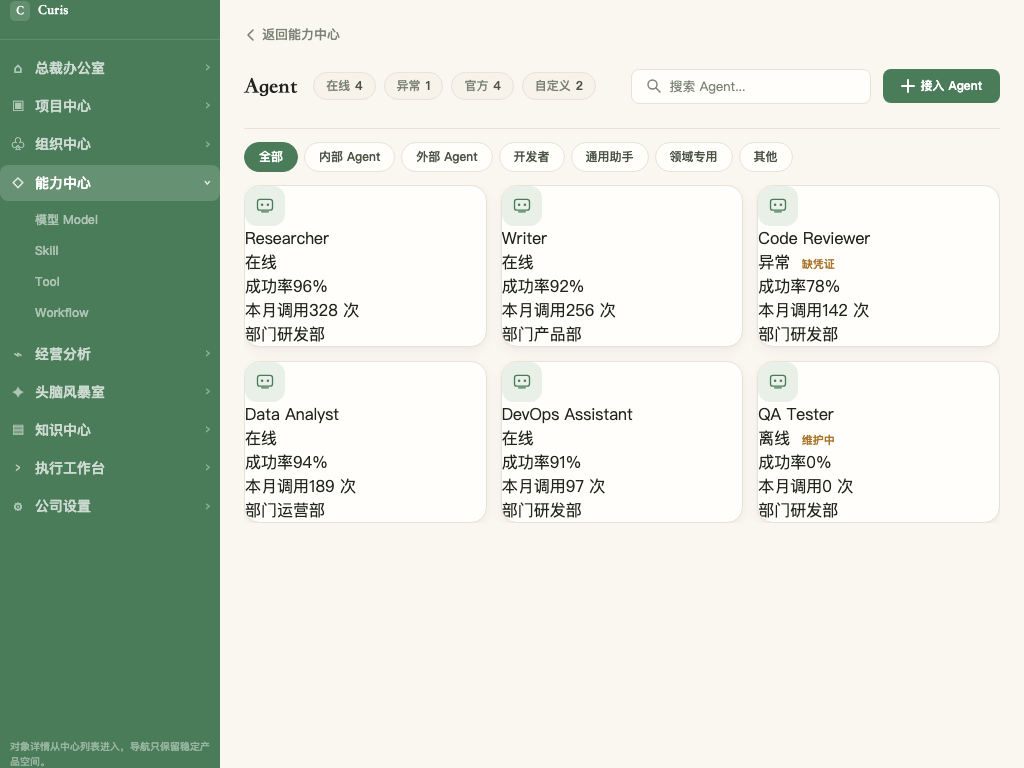 C Curis
总裁办公室
项目中心
组织中心
能力中心
模型 Model
Skill
Tool
Workflow
经营分析
头脑风暴室
知识中心
执行工作台
公司设置
对象详情从中心列表进入，导航只保留稳定产
品空间。
返回能力中心
Agent 在线 4 异常 1 官方 4 自定义 2 搜索 Agent... 接入 Agent
全部 内部 Agent 外部 Agent 开发者 通用助手 领域专用 其他
Researcher
在线
成功率96%
本月调用328 次
部门研发部
Writer
在线
成功率92%
本月调用256 次
部门产品部
Code Reviewer
异常 缺凭证
成功率78%
本月调用142 次
部门研发部
Data Analyst
在线
成功率94%
本月调用189 次
部门运营部
DevOps Assistant
在线
成功率91%
本月调用97 次
部门研发部
QA Tester
离线 维护中
成功率0%
本月调用0 次
部门研发部